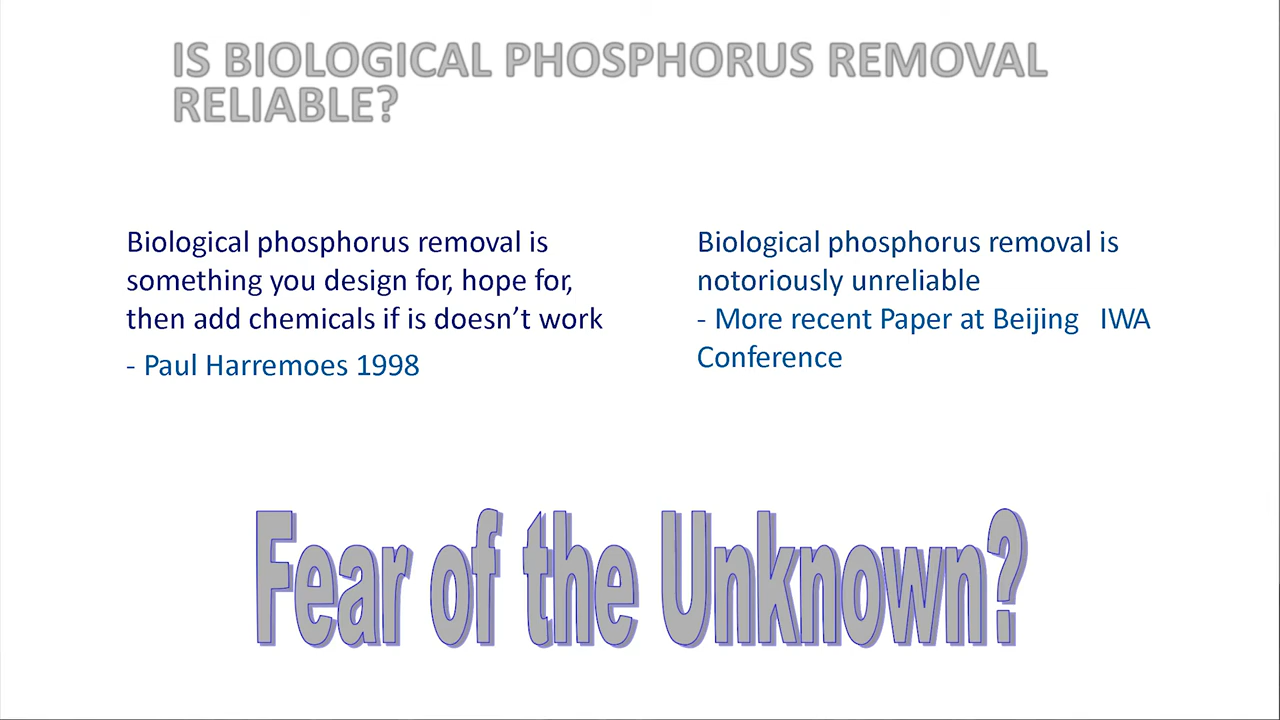 IS BIOLOGICAL PHOSPHORUS REMOVAL
RELIABLE?
Biological phosphorus removal is
something you design for, hope for,
then add chemicals if is doesn’t work
- Paul Harremoes 1998
Biological phosphorus removal is
notoriously unreliable
- More recent Paper at Beijing IWA
Conference
Fear of the Unknown?